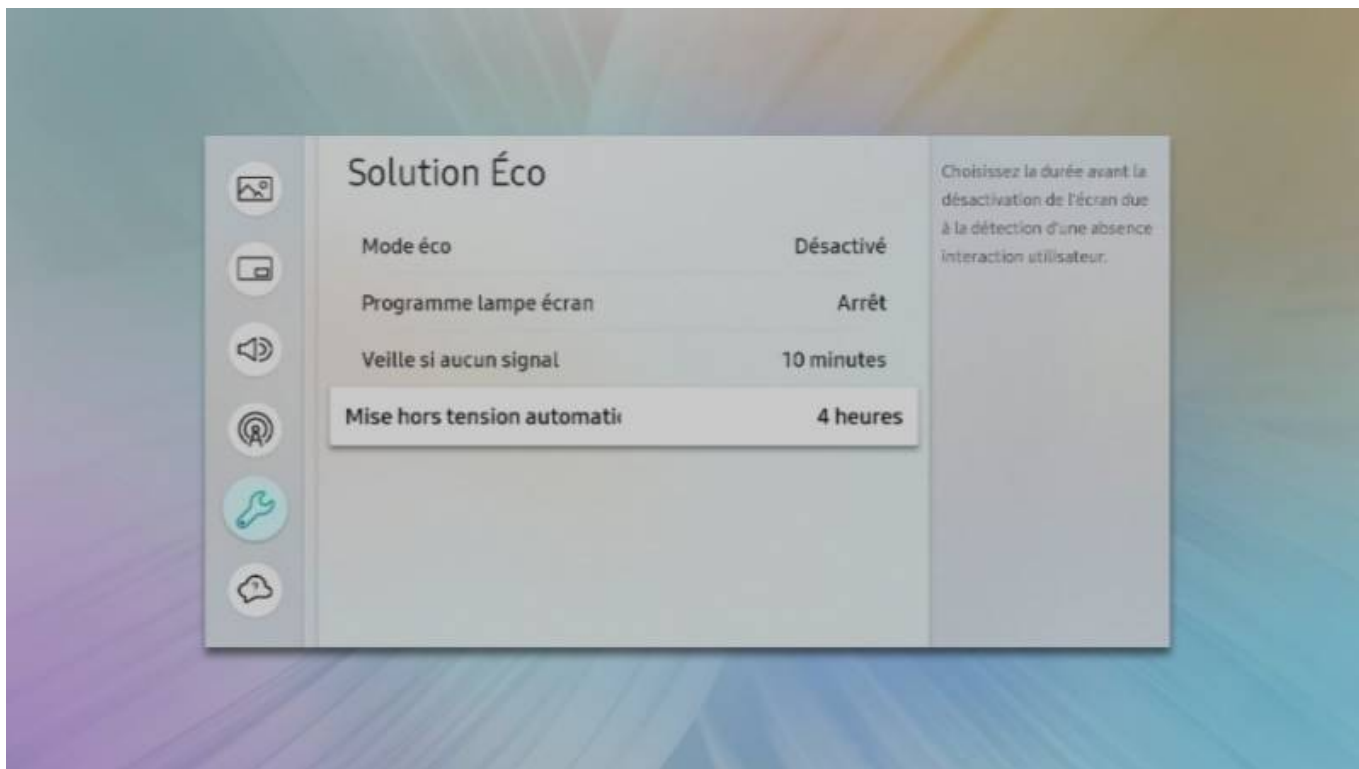 Solution Éco
Mode éco Désactivé
Programme lampe écran Arrêt
Veille si aucun signal 10 minutes
Mise hors tension automati 4 heures
Choisissez la durée avant la
désactivation de l'écran due
à la détection d'une absence
interaction utilisateur.